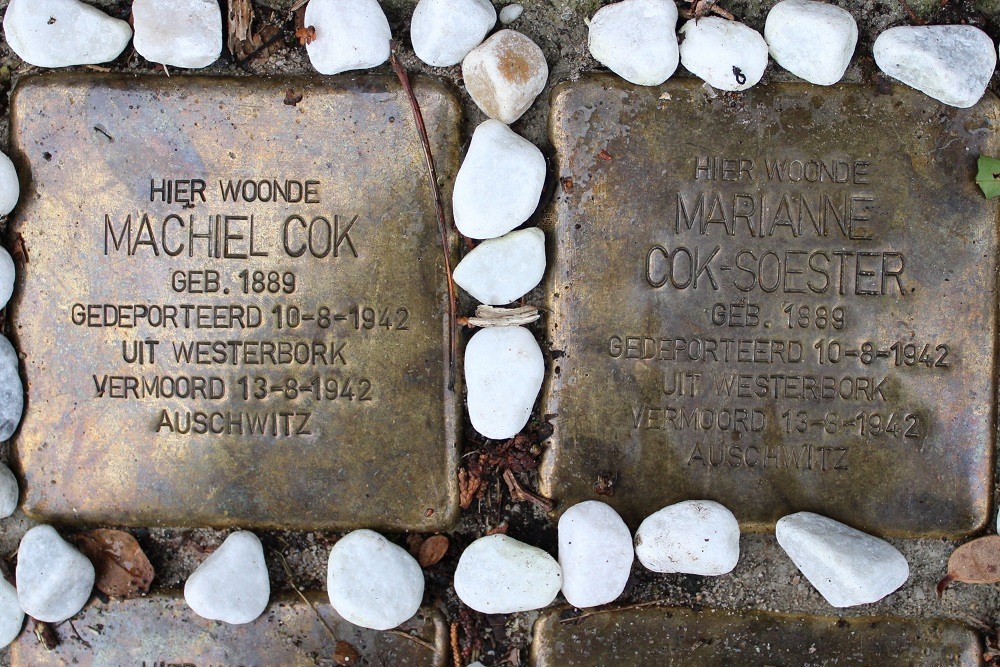 HIER WOONDE
MACHIEL COK
GEB. 1889
GEDEPORTEERD 10-8-1942
UIT WESTERBORK
VERMOORD 13-8-1942
AUSCHWITZ
HIER WOONDE
MARIANNE
COK-SOESTER
GEB. 1889
GEDEPORTEERD 10-8-1942
UIT WESTERBORK
VERMOORD 13-8-1942
AUSCHWITZ